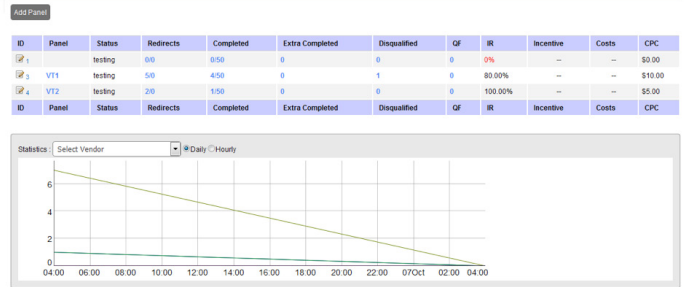 Add Panel
ID Panel Status Redirects Completed Extra Completed Disqualified QF IR Incentive Costs CPC
1 testing 0/0 0/50 0 0 0 0% -- -- $0.00
3 VT1 testing 5/0 4/50 0 1 0 80.00% -- -- $10.00
4 VT2 testing 2/0 1/50 0 0 0 100.00% -- -- $5.00
ID Panel Status Redirects Completed Extra Completed Disqualified QF IR Incentive Costs CPC
Statistics : Select Vendor Daily Hourly
6
4
2
0
04:00 06:00 08:00 10:00 12:00 14:00 16:00 18:00 20:00 22:00 07Oct 02:00 04:00